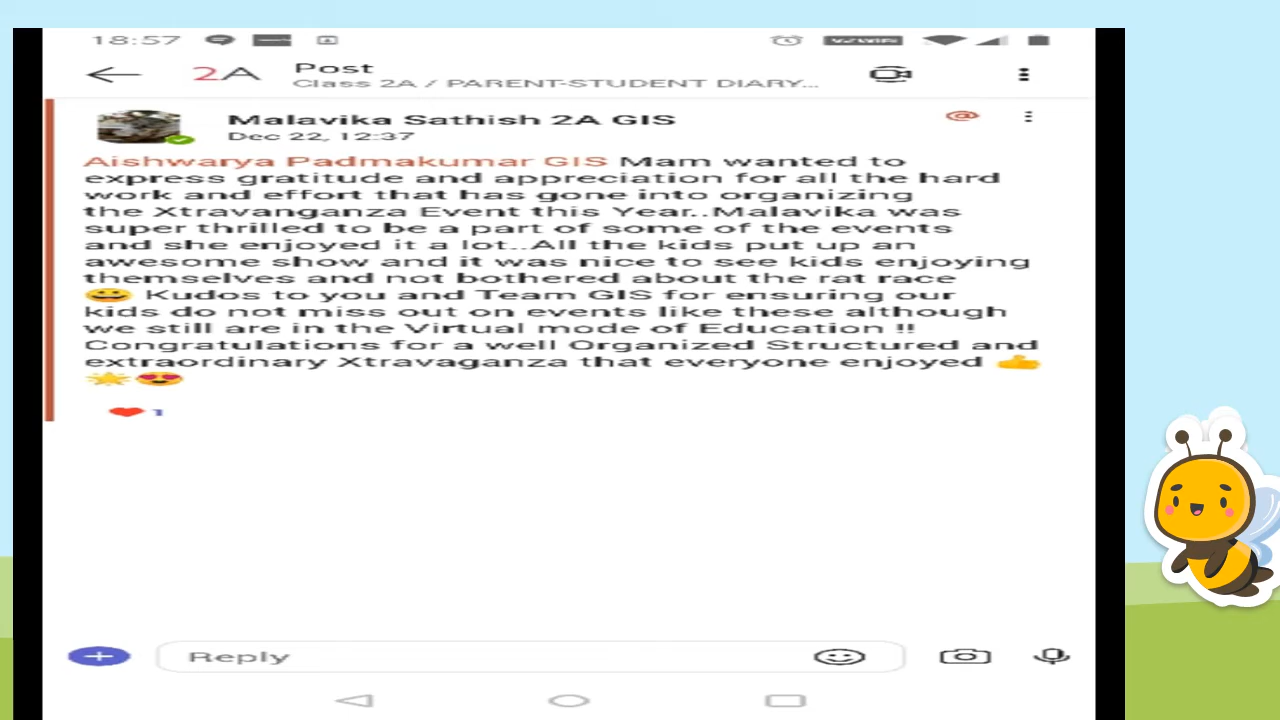 18:57
2A Post
Class 2A / PARENT-STUDENT DIARY...
Malavika Sathish 2A GIS
Dec 22, 12:37
Aishwarya Padmakumar GIS Mam wanted to
express gratitude and appreciation for all the hard
work and effort that has gone into organizing
the Xtravanganza Event this Year..Malavika was
super thrilled to be a part of some of the events
and she enjoyed it a lot..All the kids put up an
awesome show and it was nice to see kids enjoying
themselves and not bothered about the rat race
😀 Kudos to you and Team GIS for ensuring our
kids do not miss out on events like these although
we still are in the Virtual mode of Education !!
Congratulations for a well Organized Structured and
extraordinary Xtravaganza that everyone enjoyed 👍
🌟😍
❤️ 1
Reply